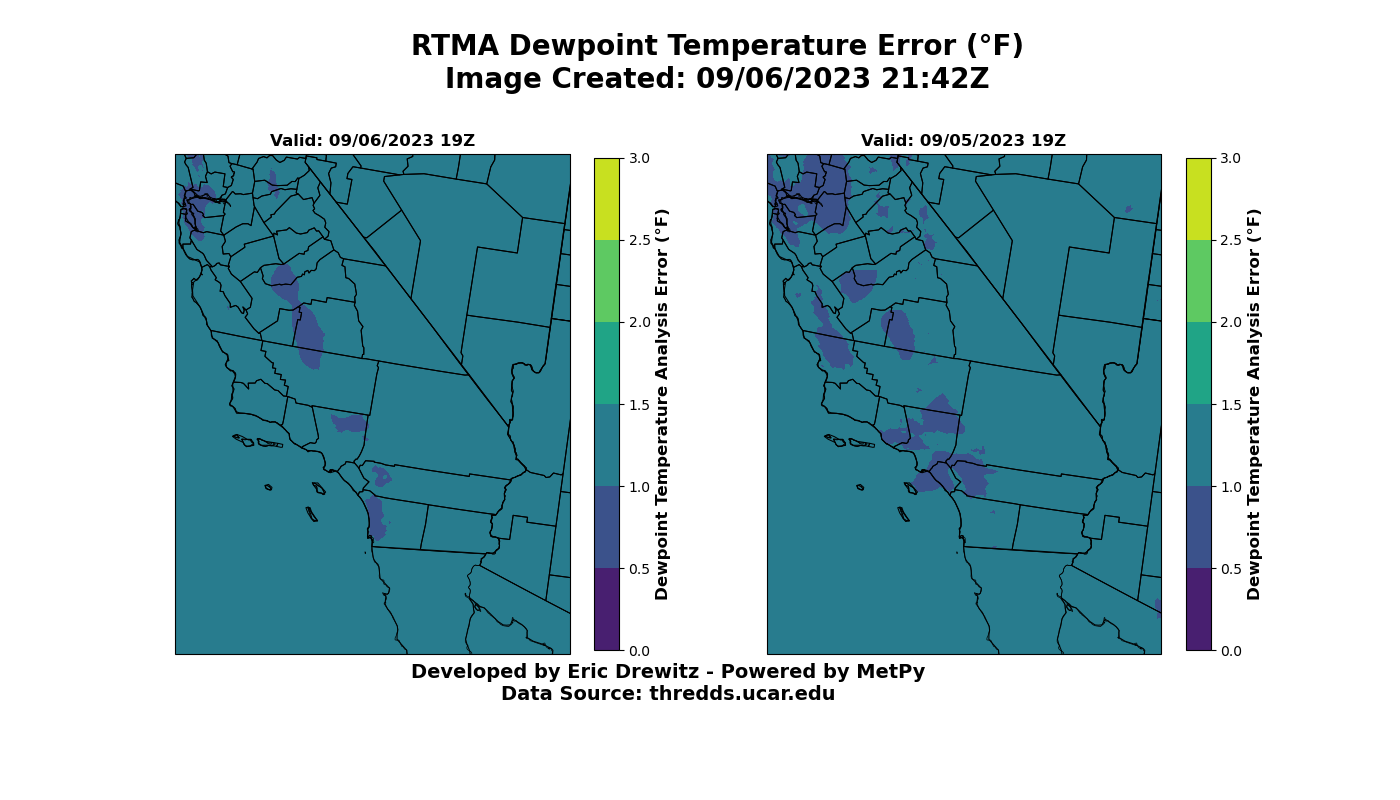 RTMA Dewpoint Temperature Error (°F)
Image Created: 09/06/2023 21:42Z
Valid: 09/06/2023 19Z
3.0
2.5
2.0
1.5
1.0
0.5
0.0
Dewpoint Temperature Analysis Error (°F)
Valid: 09/05/2023 19Z
3.0
2.5
2.0
1.5
1.0
0.5
0.0
Dewpoint Temperature Analysis Error (°F)
Developed by Eric Drewitz - Powered by MetPy
Data Source: thredds.ucar.edu